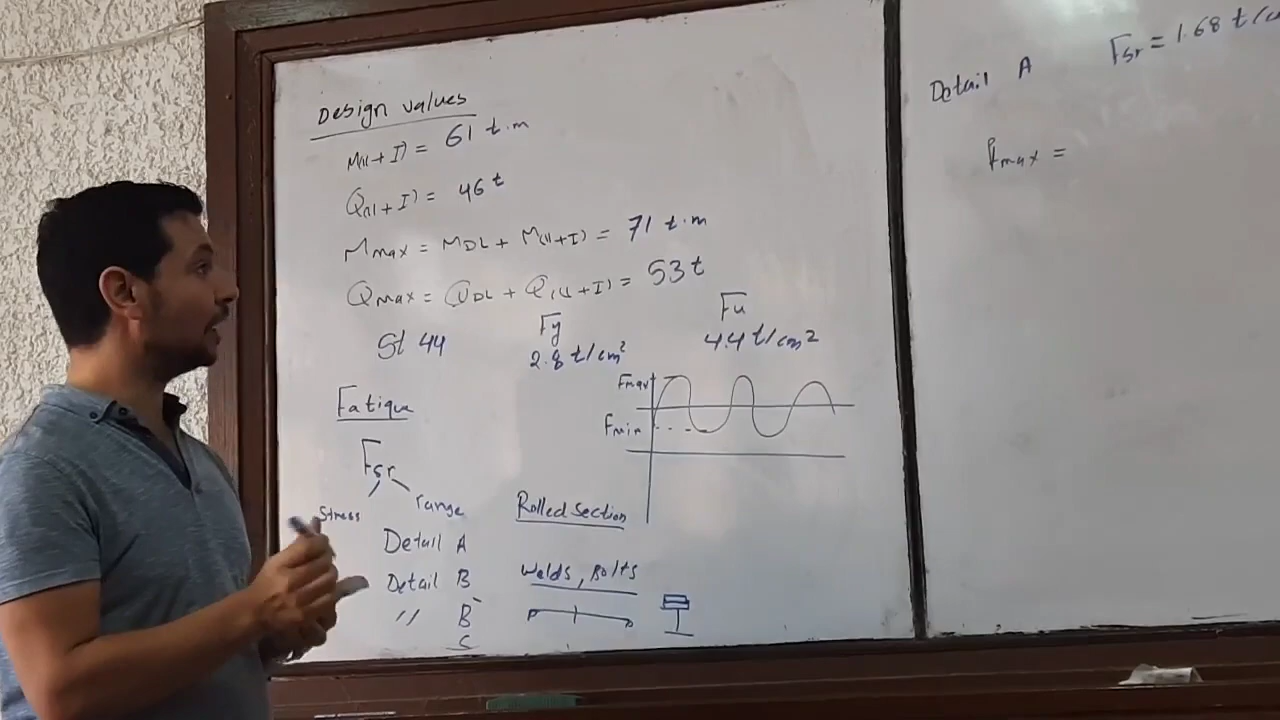 Design values
M(ll+I) = 61 t.m
Q(ll+I) = 46 t
Mmax = MDL + M(ll+I) = 71 t.m
Qmax = QDL + Q(ll+I) = 53 t
St 44 Fy Fu
2.8 t/cm² 4.4 t/cm²
Fatique
Fmax
Fmin
Fsr
Stress range
Rolled section
Detail A
Detail B Welds, Bolts
// B`
C
Detail A Fsr = 1.68 t/c
fmax =